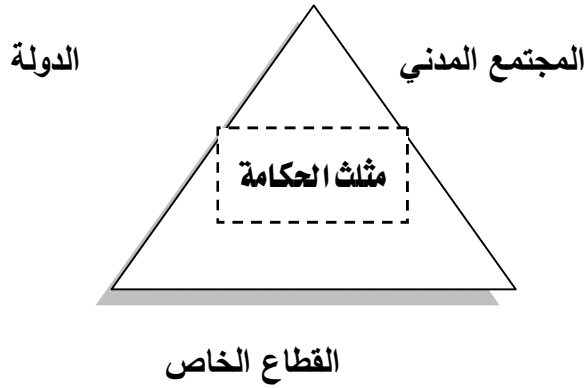 المجتمع المدني
الدولة
مثلث الحكامة
القطاع الخاص